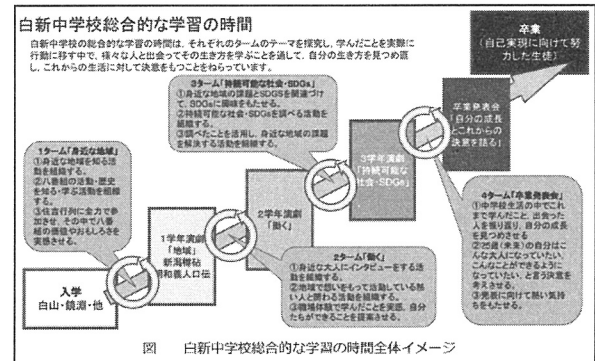 白新中学校総合的な学習の時間
白新中学校の総合的な学習の時間は、それぞれのタームのテーマを探究し、学んだことを実際に
行動に移す中で、様々な人と出会ってその生き方を学ぶことを通して、自分の生き方を見つめ直
し、これからの生活に対して決意をもつことをねらっています。
卒業
(自己実現に向けて努
力した生徒)
3ターム「持続可能な社会・SDGs」
①身近な地域の課題とSDGSを関連づけ
て、SDGsに興味をもたせる。
②持続可能な社会・SDGsを調べる活動を
組織する。
③調べたことを活用し、身近な地域の課題
を解決する活動を組織する。
卒業発表会
「自分の成長
とこれからの
決意を語る」
1ターム「身近な地域」
①身近な地域を知る活
動を組織する。
②八番組の活動・歴史
を知る・学ぶ活動を組織
する。
③住吉行列に全力で参
加させ、その中で八番
組の価値やおもしろさを
実感させる。
3学年演劇
「持続可能な
社会・SDGs」
2学年演劇
「働く」
1学年演劇
「地域」
新潟樽砧
明和義人口伝
入学
白山・鏡淵・他
2ターム「働く」
①身近な大人にインタビューをする活
動を組織する。
②地域で想いをもって活動している熱
い人と関わる活動を組織する。
③職場体験で学んだことを実感、自分
たちができることを提案させる。
4ターム「卒業発表会」
①中学校生活の中でこれ
まで学んだこと、出会った
人を振り返り、自分の成長
を見つめさせる
②25歳(未来)の自分はこ
んな大人になっていたい、
こんなことができるように
なっていたい、と言う決意を
考えさせる。
③発表に向けて熱い気持
ちをもたせる。
図 白新中学校総合的な学習の時間全体イメージ